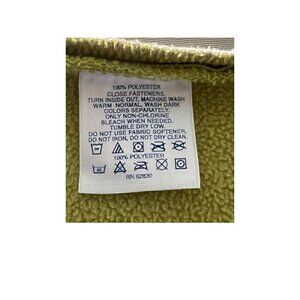 100% POLYESTER
CLOSE FASTENERS.
TURN INSIDE OUT, MACHINE WASH
WARM NORMAL. WASH DARK
COLORS SEPARATELY.
ONLY NON-CHLORINE
BLEACH WHEN NEEDED.
TUMBLE DRY LOW.
DO NOT USE FABRIC SOFTENER.
DO NOT IRON, DO NOT DRY CLEAN.
100% POLYESTER
RN 62830